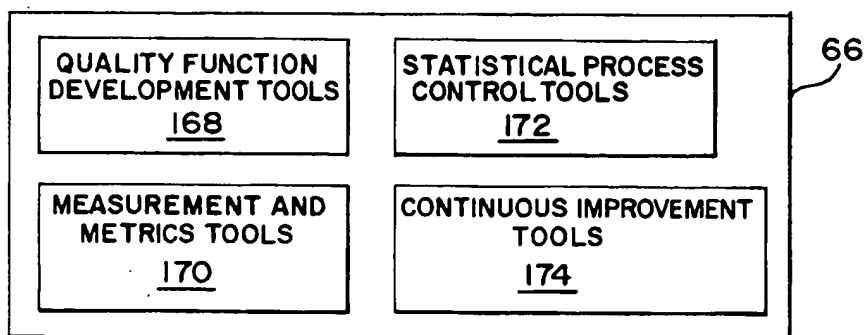 QUALITY FUNCTION
DEVELOPMENT TOOLS
168
STATISTICAL PROCESS
CONTROL TOOLS
172
66
MEASUREMENT AND
METRICS TOOLS
170
CONTINUOUS IMPROVEMENT
TOOLS
174